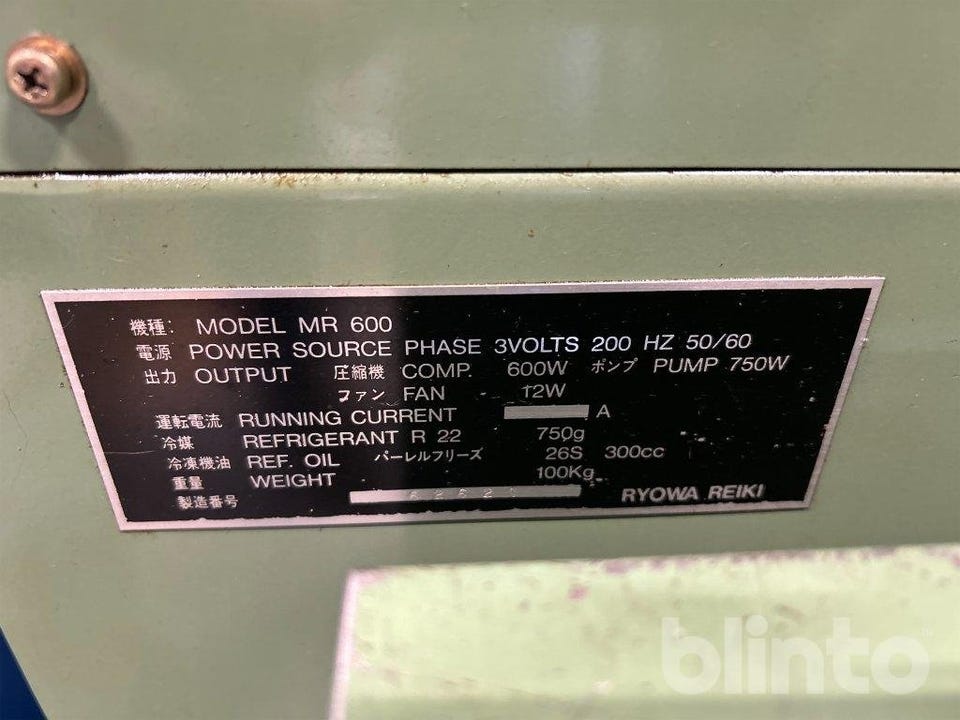 機種: MODEL MR 600
電源 POWER SOURCE PHASE 3VOLTS 200 HZ 50/60
出力 OUTPUT 圧縮機 COMP. 600W ポンプ PUMP 750W
ファン FAN 12W
運転電流 RUNNING CURRENT A
冷媒 REFRIGERANT R 22 750g
冷凍機油 REF. OIL バーレルフリーズ 26S 300cc
重量 WEIGHT 100Kg
製造番号 RYOWA REIKI
blinto